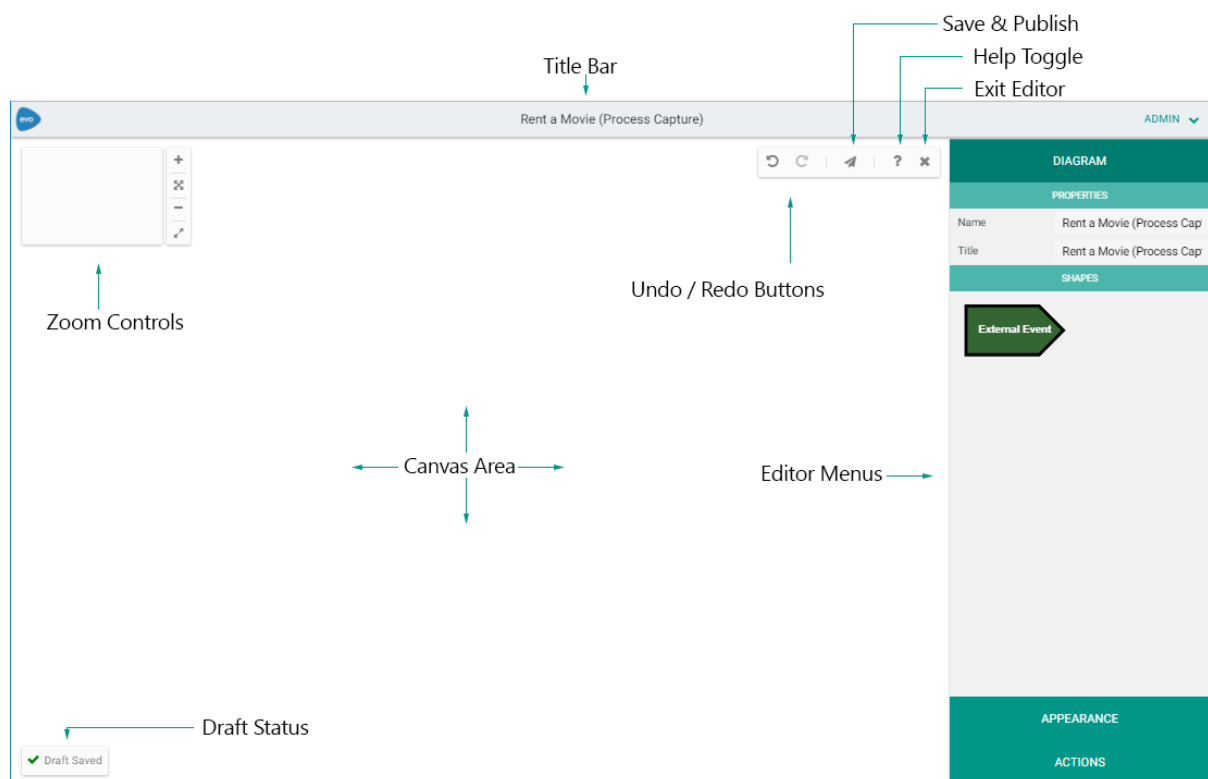 Save & Publish
Help Toggle
Title Bar
Exit Editor
evo
Rent a Movie (Process Capture)
ADMIN
DIAGRAM
PROPERTIES
Name
Rent a Movie (Process Cap
Title
Rent a Movie (Process Cap
SHAPES
Undo / Redo Buttons
Zoom Controls
External Event
Canvas Area
Editor Menus
Draft Status
APPEARANCE
Draft Saved
ACTIONS